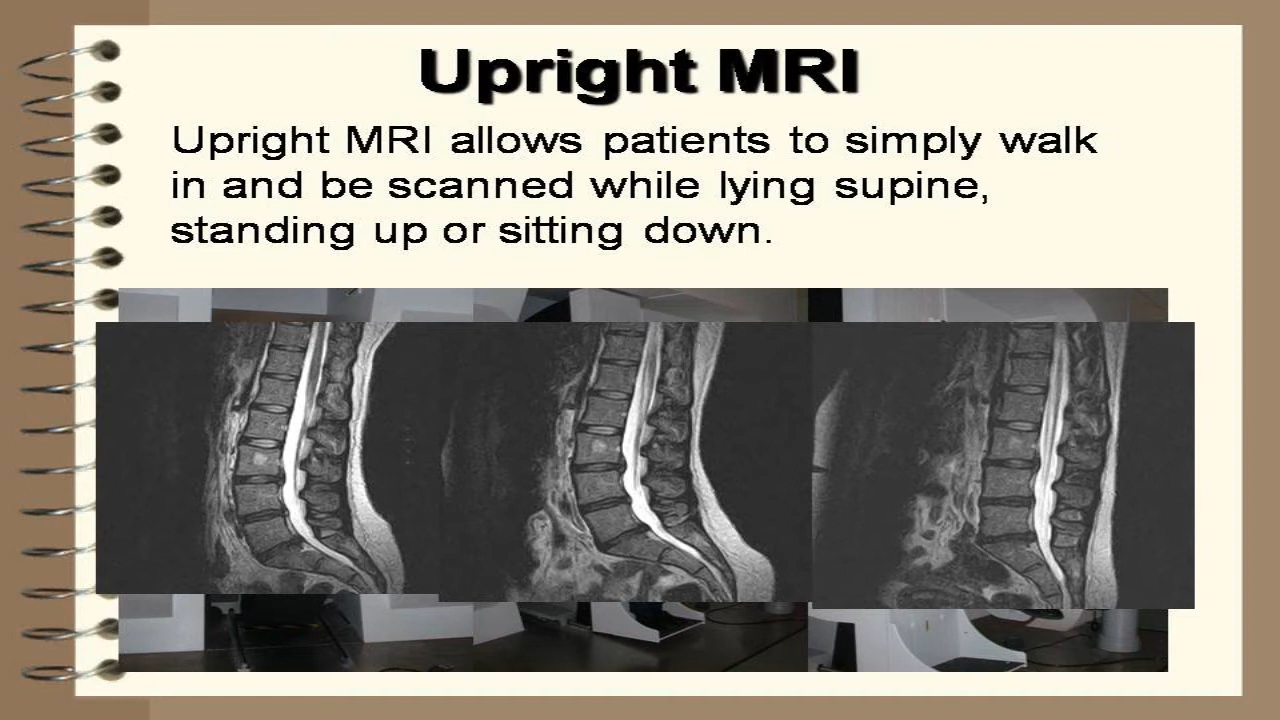 Upright MRI
Upright MRI allows patients to simply walk
in and be scanned while lying supine,
standing up or sitting down.